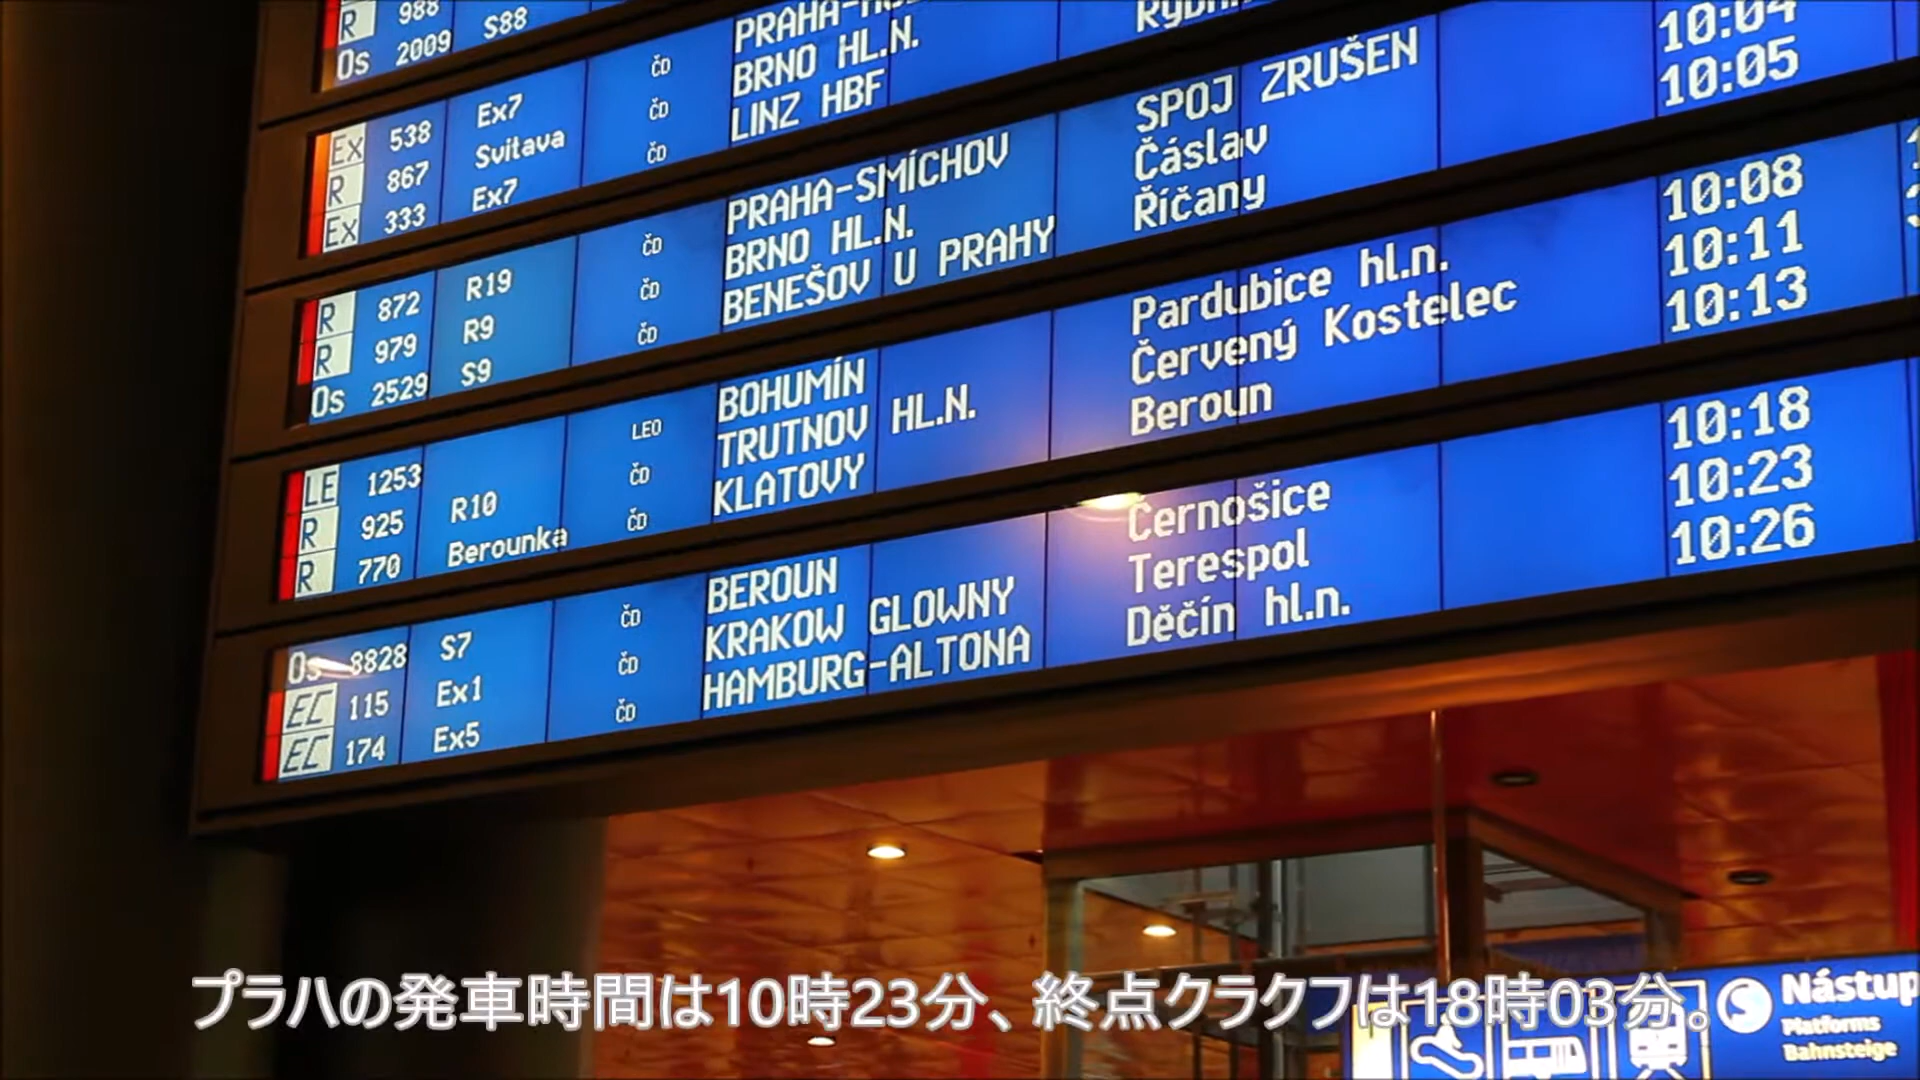 R 988 S88 PRAHA-
Os 2009 ČD BRNO HL.N. 10:04
ČD LINZ HBF SPOJ ZRUŠEN 10:05
Ex 538 Ex7 ČD
R 867 Svitava ČD PRAHA-SMÍCHOV Čáslav
Ex 333 Ex7 ČD BRNO HL.N. Říčany 10:08
R 872 R19 ČD BENEŠOV U PRAHY 10:11
R 979 R9 ČD Pardubice hl.n. 10:13
Os 2529 S9 LEO BOHUMÍN Červený Kostelec
LE 1253 ČD TRUTNOV HL.N. Beroun 10:18
R 925 R10 ČD KLATOVY 10:23
R 770 Berounka Černošice 10:26
Os 8828 S7 ČD BEROUN Terespol
EC 115 Ex1 ČD KRAKOW GLOWNY Děčín hl.n.
EC 174 Ex5 ČD HAMBURG-ALTONA
Nástup
Platforms
Bahnsteige
プラハの発車時間は10時23分、終点クラクフは18時03分。